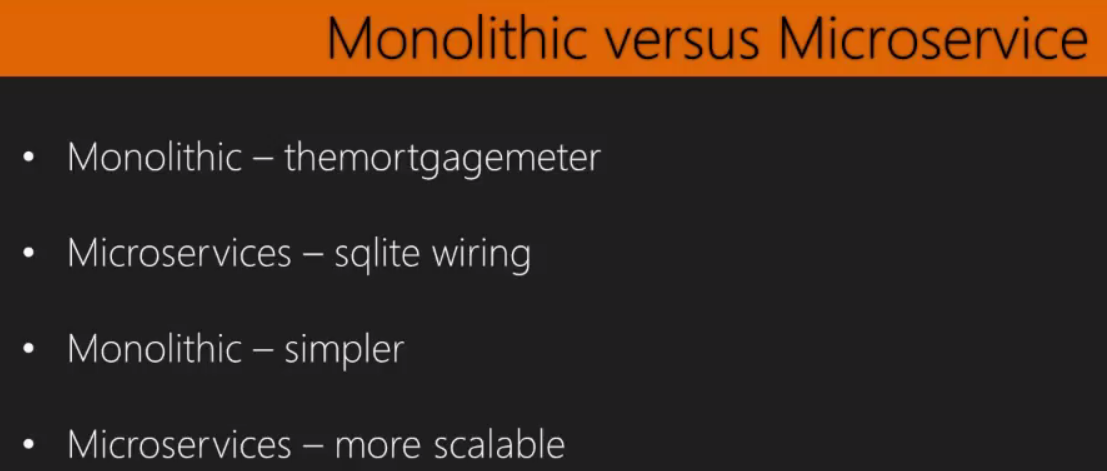 Monolithic versus Microservice
• Monolithic – themortgagemeter
• Microservices – sqlite wiring
• Monolithic – simpler
• Microservices – more scalable